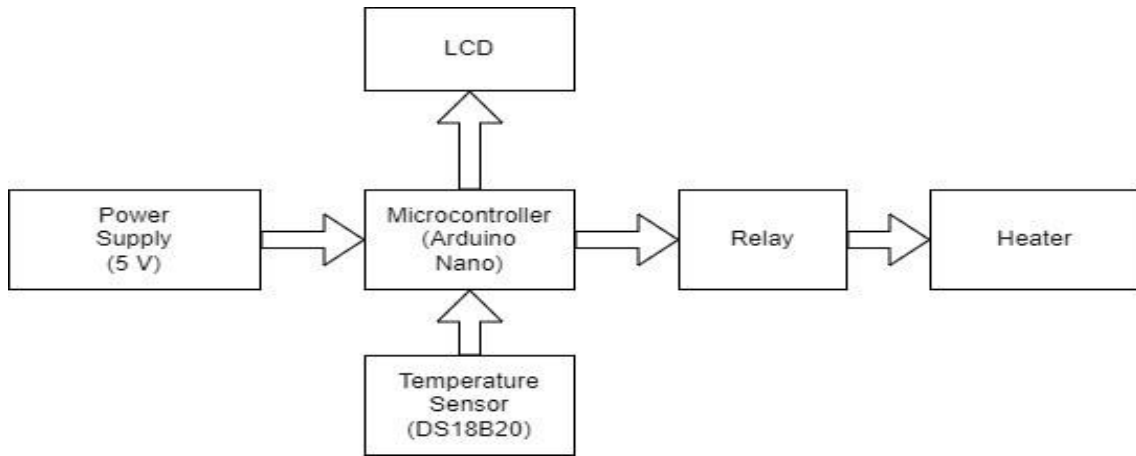 LCD
Power
Supply
(5 V)
Microcontroller
(Arduino
Nano)
Relay
Heater
Temperature
Sensor
(DS18B20)